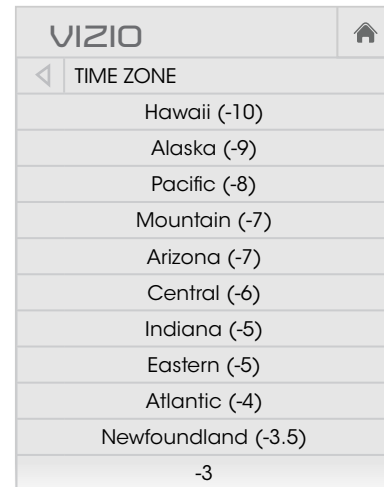 VIZIO
TIME ZONE
Hawaii (-10)
Alaska (-9)
Pacific (-8)
Mountain (-7)
Arizona (-7)
Central (-6)
Indiana (-5)
Eastern (-5)
Atlantic (-4)
Newfoundland (-3.5)
-3